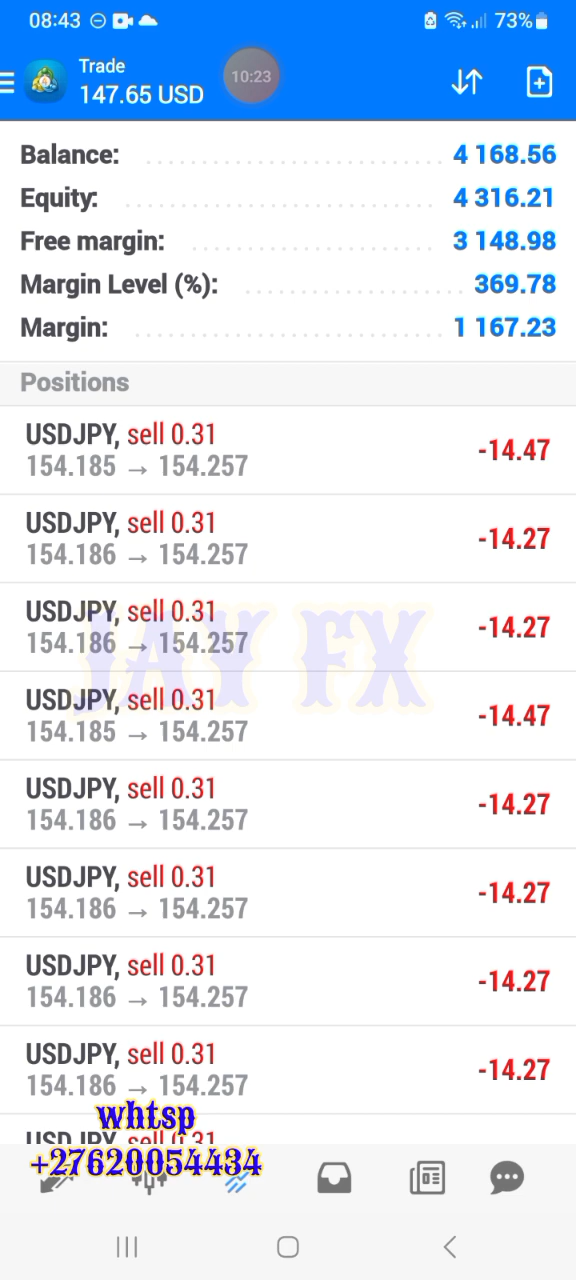 08:43 73%
Trade
147.65 USD
10:23
Balance: 4 168.56
Equity: 4 316.21
Free margin: 3 148.98
Margin Level (%): 369.78
Margin: 1 167.23
Positions
USDJPY, sell 0.31
154.185 → 154.257 -14.47
USDJPY, sell 0.31
154.186 → 154.257 -14.27
USDJPY, sell 0.31
154.186 → 154.257 -14.27
JAY FX
USDJPY, sell 0.31
154.185 → 154.257 -14.47
USDJPY, sell 0.31
154.186 → 154.257 -14.27
USDJPY, sell 0.31
154.186 → 154.257 -14.27
USDJPY, sell 0.31
154.186 → 154.257 -14.27
USDJPY, sell 0.31
154.186 → 154.257 -14.27
whtsp
USDJPY, sell 0.31
+27620054434